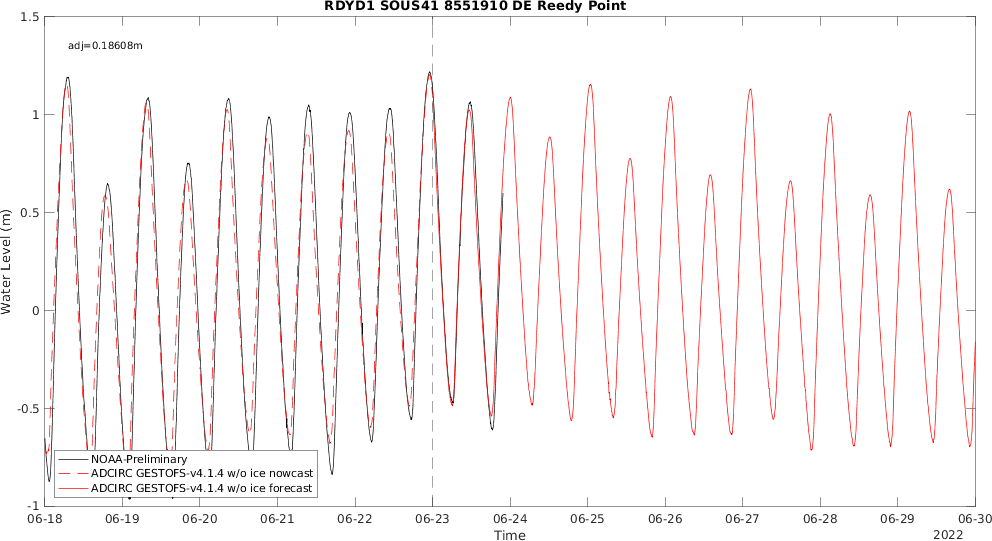 RDYD1 SOUS41 8551910 DE Reedy Point
adj=0.18608m
Water Level (m)
1.5
1
0.5
0
-0.5
-1
NOAA-Preliminary
ADCIRC GESTOFS-v4.1.4 w/o ice nowcast
ADCIRC GESTOFS-v4.1.4 w/o ice forecast
06-18 06-19 06-20 06-21 06-22 06-23 06-24 06-25 06-26 06-27 06-28 06-29 06-30
Time
2022